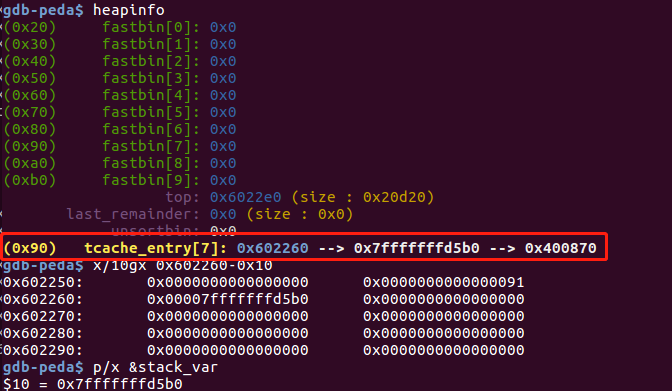 gdb-peda$ heapinfo
(0x20)     fastbin[0]: 0x0
(0x30)     fastbin[1]: 0x0
(0x40)     fastbin[2]: 0x0
(0x50)     fastbin[3]: 0x0
(0x60)     fastbin[4]: 0x0
(0x70)     fastbin[5]: 0x0
(0x80)     fastbin[6]: 0x0
(0x90)     fastbin[7]: 0x0
(0xa0)     fastbin[8]: 0x0
(0xb0)     fastbin[9]: 0x0
top: 0x6022e0 (size : 0x20d20)
last_remainder: 0x0 (size : 0x0)
unsortbin: 0x0
(0x90)   tcache_entry[7]: 0x602260 --> 0x7fffffffd5b0 --> 0x400870
gdb-peda$ x/10gx 0x602260-0x10
0x602250:       0x0000000000000000      0x0000000000000091
0x602260:       0x00007fffffffd5b0      0x0000000000000000
0x602270:       0x0000000000000000      0x0000000000000000
0x602280:       0x0000000000000000      0x0000000000000000
0x602290:       0x0000000000000000      0x0000000000000000
gdb-peda$ p/x &stack_var
$10 = 0x7fffffffd5b0